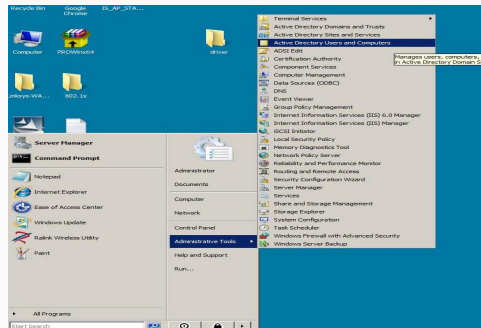 Recycle Bin
Google Chrome
IS_AP_STA...
Computer
PROWinx64
driver
Linksys-WA...
802.1x
Server Manager
Command Prompt
Notepad
Internet Explorer
Ease of Access Center
Windows Update
Ralink Wireless Utility
Paint
All Programs
Start Search
Administrator
Documents
Computer
Network
Control Panel
Administrative Tools
Help and Support
Run...
Terminal Services
Active Directory Domains and Trusts
Active Directory Sites and Services
Active Directory Users and Computers
ADSI Edit
Certification Authority
Component Services
Computer Management
Data Sources (ODBC)
DNS
Event Viewer
Group Policy Management
Internet Information Services (IIS) 6.0 Manager
Internet Information Services (IIS) Manager
iSCSI Initiator
Local Security Policy
Memory Diagnostics Tool
Network Policy Server
Reliability and Performance Monitor
Routing and Remote Access
Security Configuration Wizard
Server Manager
Services
Share and Storage Management
Storage Explorer
System Configuration
Task Scheduler
Windows Firewall with Advanced Security
Windows Server Backup
Manages users, computers,
in Active Directory Domain S